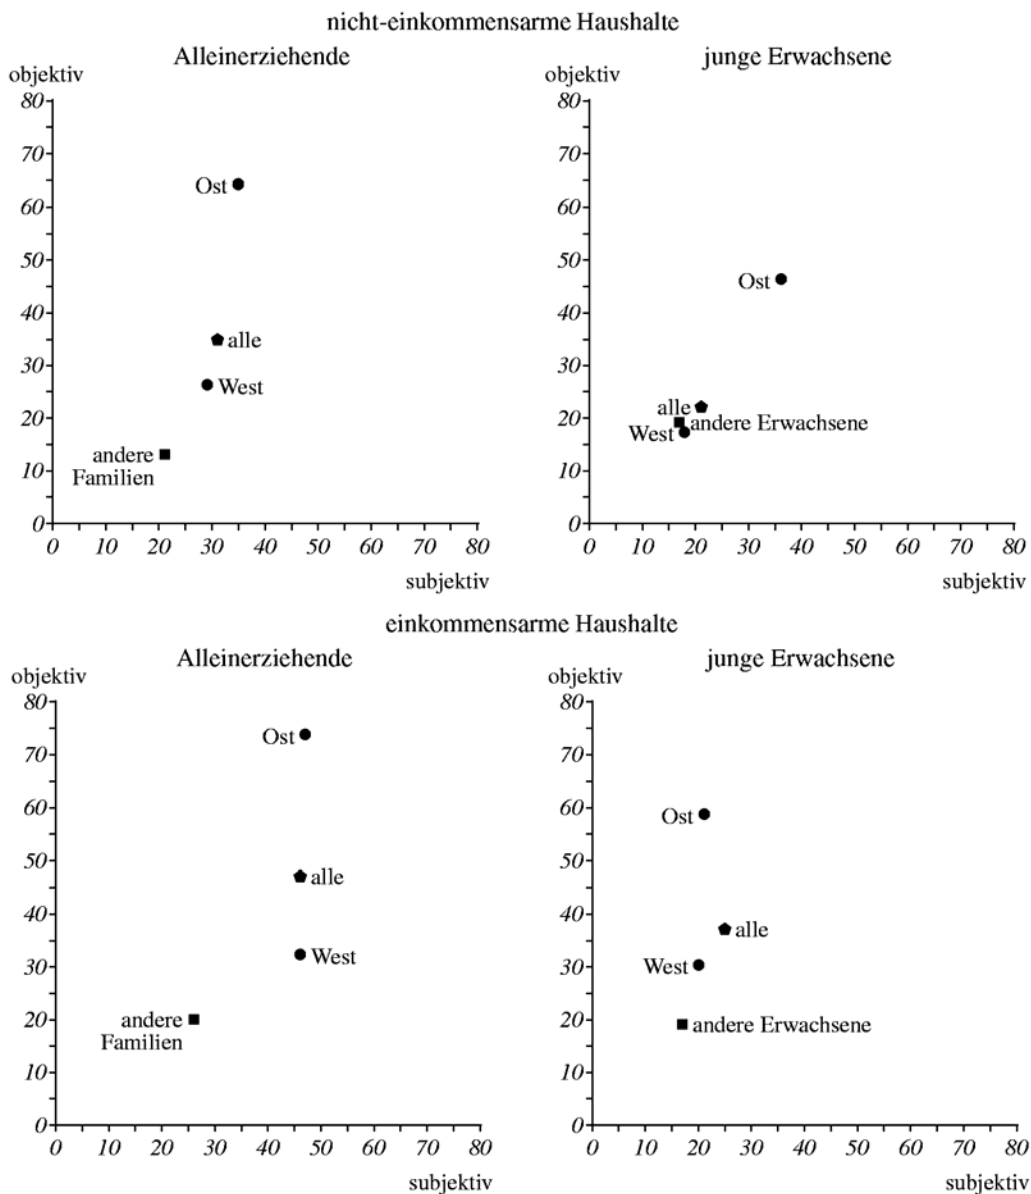 nicht-einkommensarme Haushalte
Alleinerziehende
objektiv
80
70
60
50
40
30
20
10
0
Ost
alle
West
andere
Familien
0 10 20 30 40 50 60 70 80
subjektiv
junge Erwachsene
objektiv
80
70
60
50
40
30
20
10
0
Ost
alle
andere Erwachsene
West
0 10 20 30 40 50 60 70 80
subjektiv
einkommensarme Haushalte
Alleinerziehende
objektiv
80
70
60
50
40
30
20
10
0
Ost
alle
West
andere
Familien
0 10 20 30 40 50 60 70 80
subjektiv
junge Erwachsene
objektiv
80
70
60
50
40
30
20
10
0
Ost
alle
West
andere Erwachsene
0 10 20 30 40 50 60 70 80
subjektiv